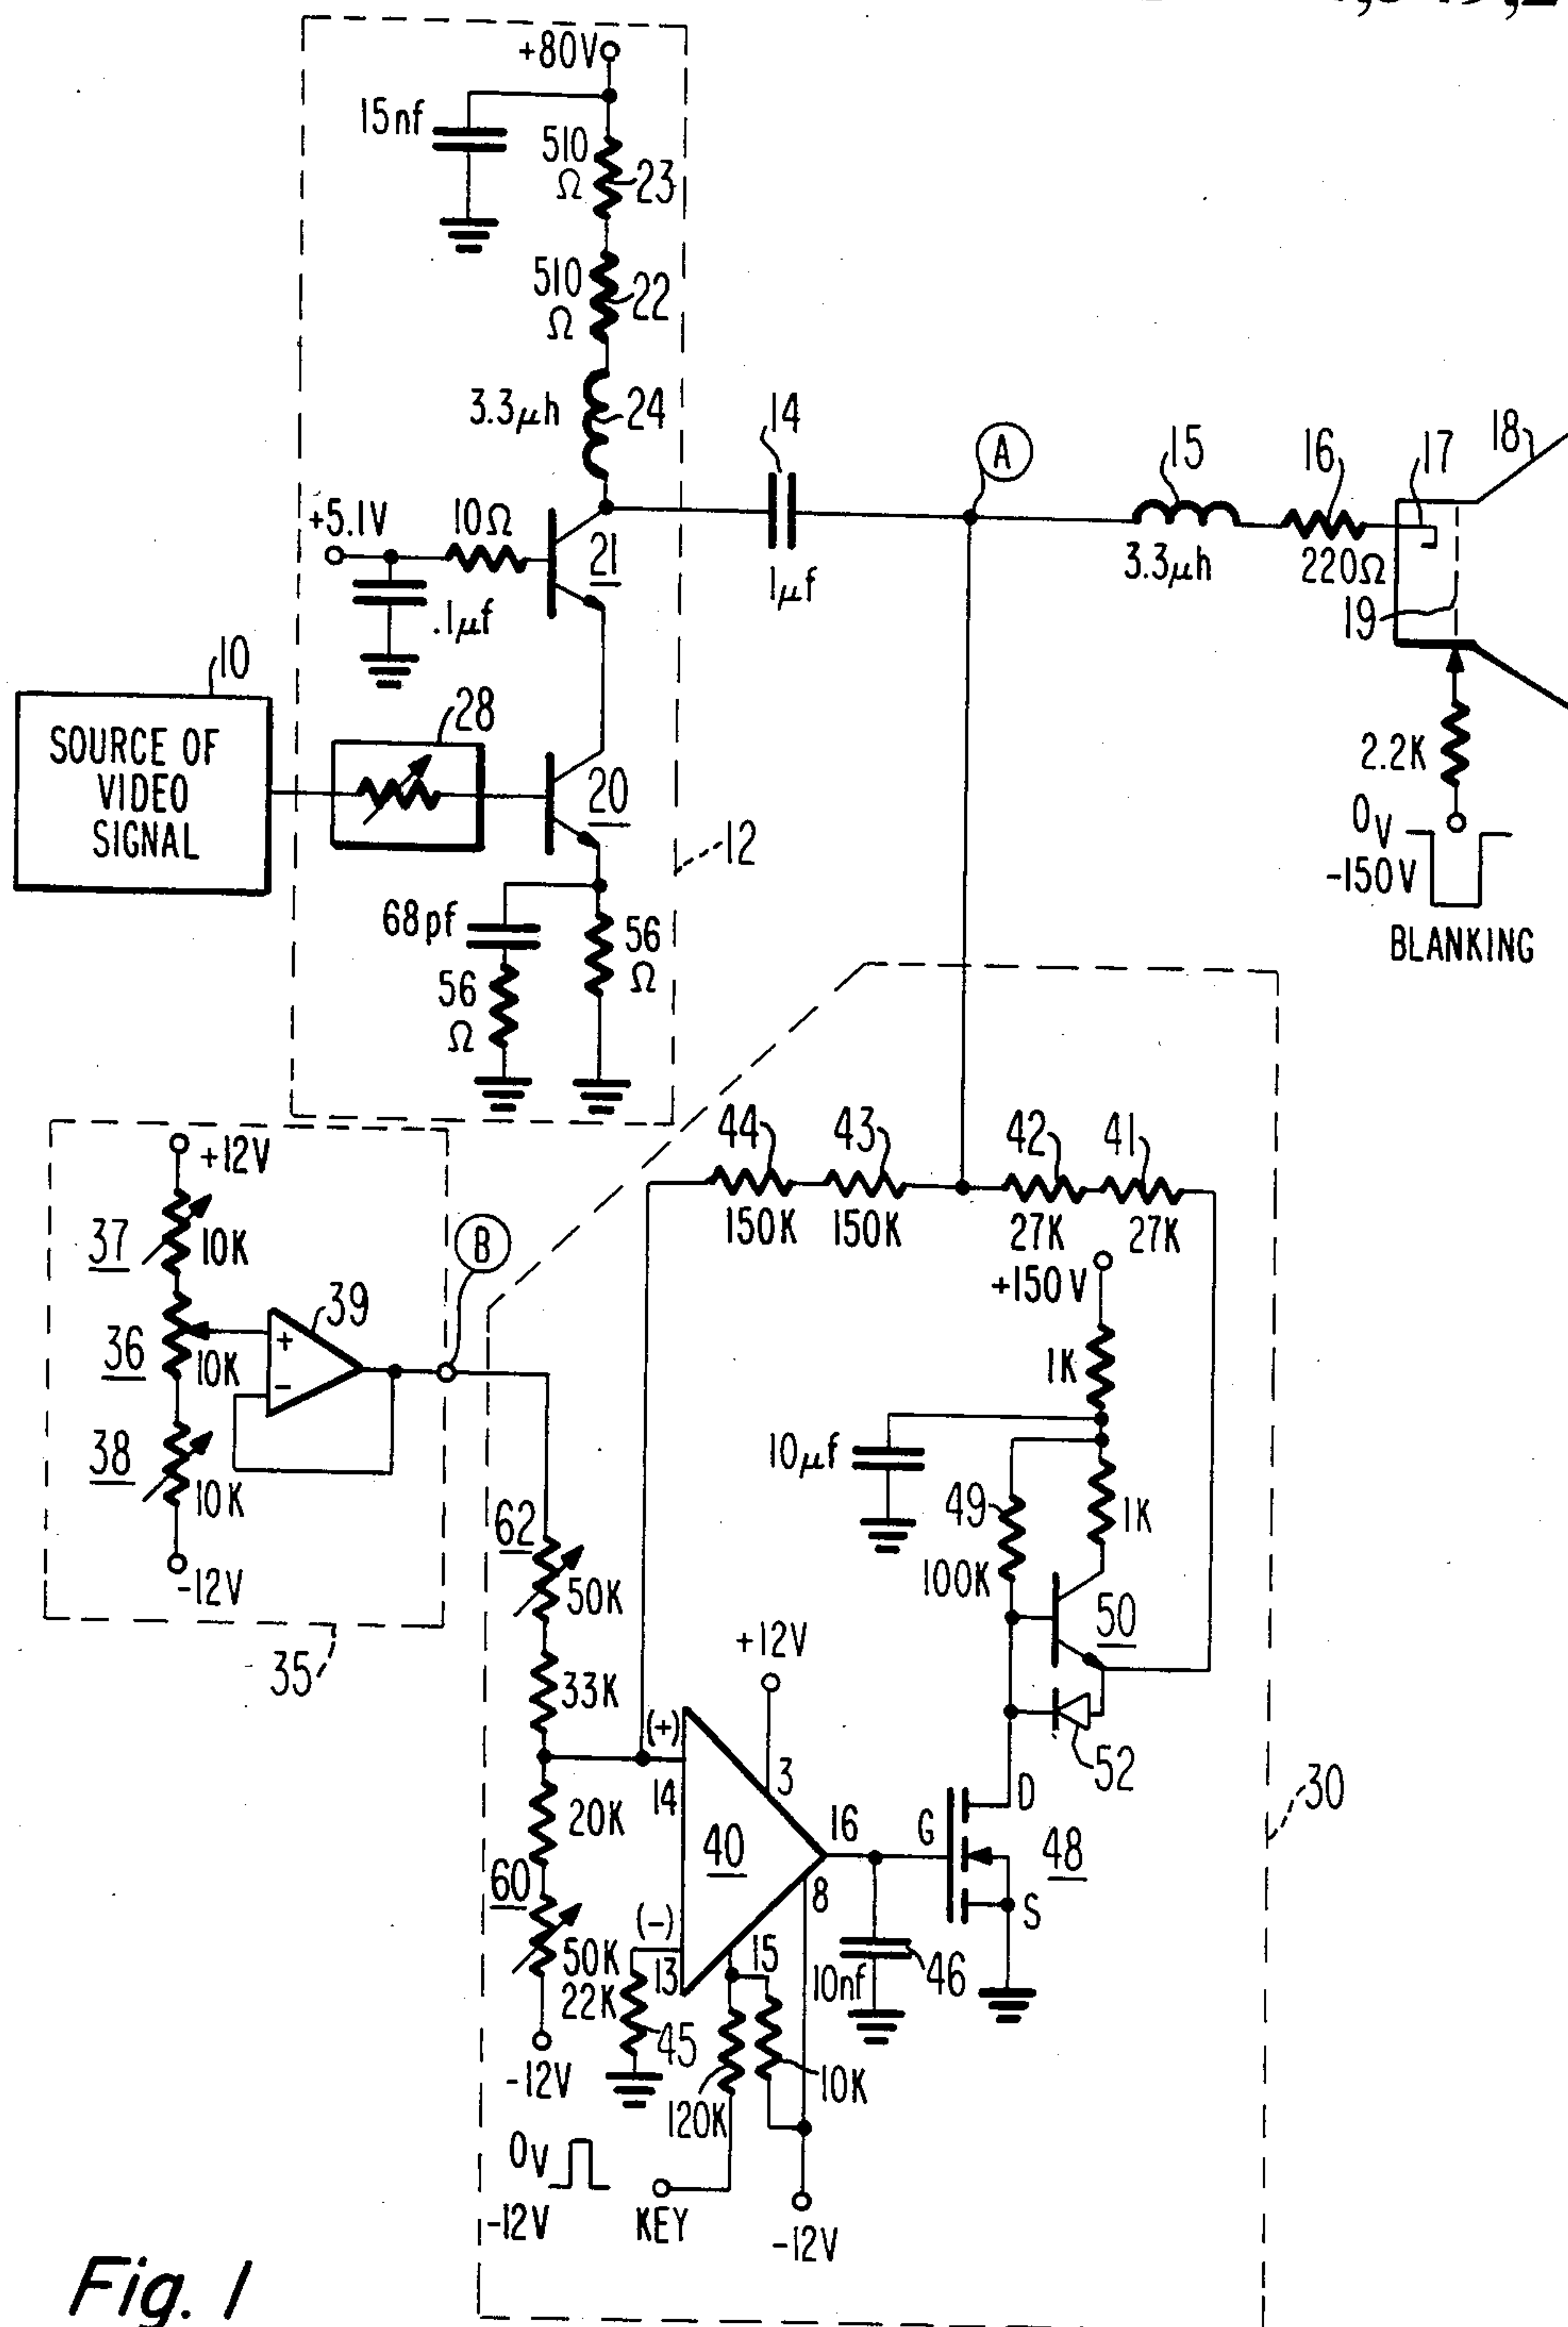 +80V
15nf
510
Ω
23
510
Ω
22
3.3μh
24
14
A
15
16
17
18
+5.1V
10Ω
21
1μf
3.3μh
220Ω
.1μf
19
10
28
SOURCE OF
VIDEO
SIGNAL
20
2.2K
12
0V
-150V
BLANKING
68pf
56
Ω
56
Ω
44
43
42
41
+12V
150K
150K
27K
27K
37
10K
B
+150V
39
+
36
10K
-
1K
38
10K
10μf
49
1K
62
100K
-12V
50K
50
+12V
35
33K
(+)
52
3
14
D
30
20K
16
G
40
48
60
8
(-)
S
50K
15
13
46
22K
10nf
45
-12V
10K
120K
0V
-12V
KEY
-12V
Fig. 1